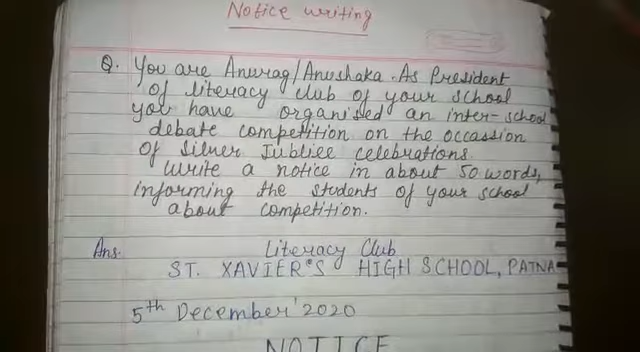 Notice writing
Q. You are Anurag/Anushaka. As President
of literacy club of your school
you have organised an inter-school
debate competition on the occassion
of silver Jubliee celebrations.
Write a notice in about 50 words,
informing the students of your school
about competition.
Ans. Literacy Club
ST. XAVIER'S HIGH SCHOOL, PATNA
5th December'2020
NOTICE